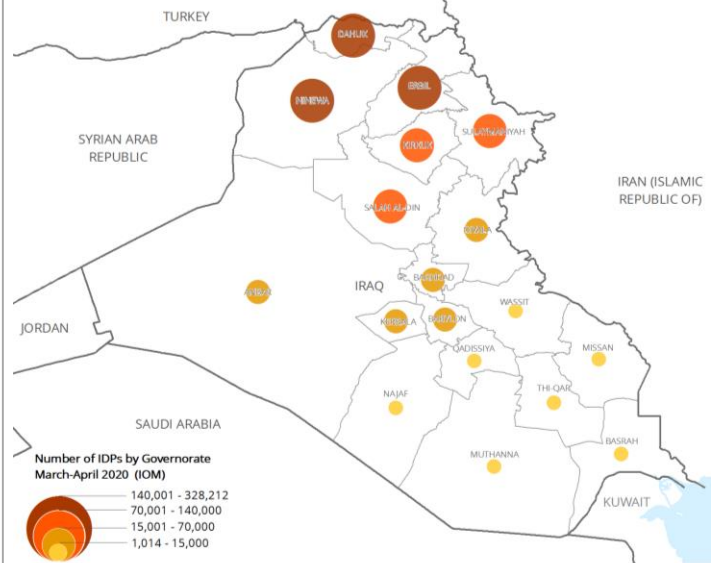 TURKEY
DAHUK
ERBIL
NINEWA
SYRIAN ARAB
REPUBLIC
SULAYMANIYAH
KIRKUK
IRAN (ISLAMIC
REPUBLIC OF)
SALAH AL-DIN
DIYALA
BAGHDAD
ANBAR
IRAQ
WASSIT
KERBALA
BABYLON
JORDAN
QADISSIYA
MISSAN
NAJAF
THI-QAR
SAUDI ARABIA
BASRAH
MUTHANNA
KUWAIT
Number of IDPs by Governorate
March-April 2020 (IOM)
140,001 - 328,212
70,001 - 140,000
15,001 - 70,000
1,014 - 15,000